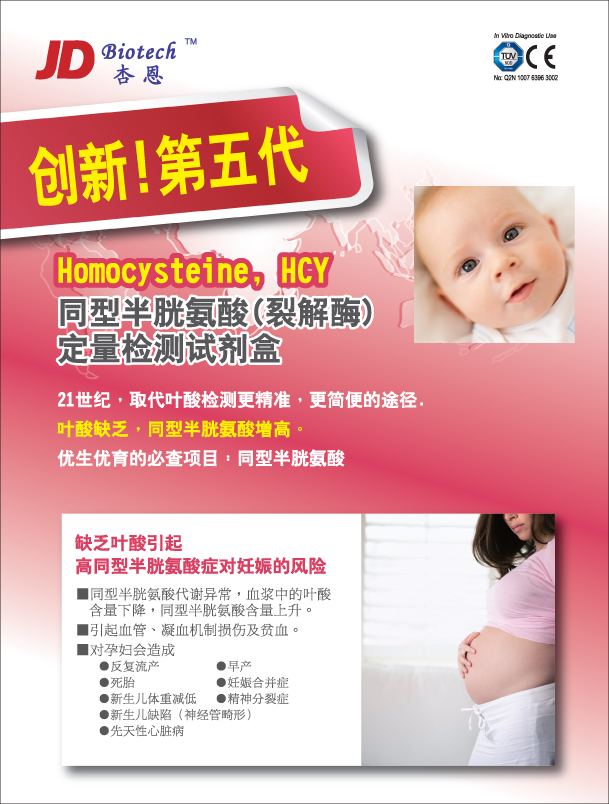 JD Biotech™
杏恩
In Vitro Diagnostic Use
TÜV
SÜD
CE
No: Q2N 1007 6396 3002
创新!第五代
Homocysteine, HCY
同型半胱氨酸(裂解酶)
定量检测试剂盒
21世纪，取代叶酸检测更精准，更简便的途径.
叶酸缺乏，同型半胱氨酸增高。
优生优育的必查项目：同型半胱氨酸
缺乏叶酸引起
高同型半胱氨酸症对妊娠的风险
■同型半胱氨酸代谢异常，血浆中的叶酸
含量下降，同型半胱氨酸含量上升。
■引起血管、凝血机制损伤及贫血。
■对孕妇会造成
●反复流产 ●早产
●死胎 ●妊娠合并症
●新生儿体重减低 ●精神分裂症
●新生儿缺陷（神经管畸形）
●先天性心脏病